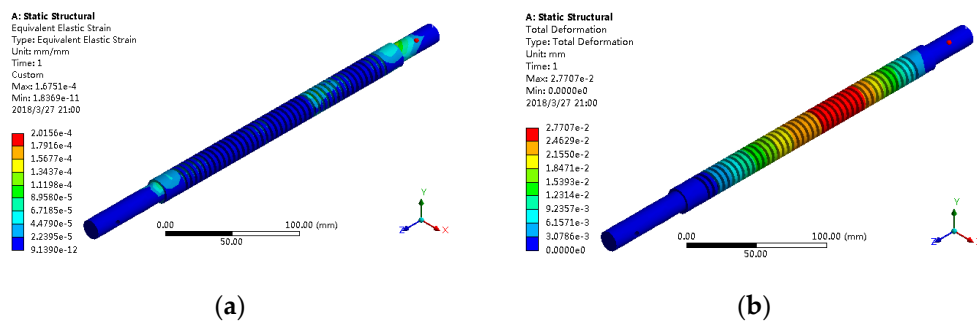 A: Static Structural
Equivalent Elastic Strain
Type: Equivalent Elastic Strain
Unit: mm/mm
Time: 1
Custom
Max: 1.6751e-4
Min: 1.8369e-11
2018/3/27 21:00
2.0156e-4
1.7916e-4
1.5677e-4
1.3437e-4
1.1198e-4
8.9580e-5
6.7185e-5
4.4790e-5
2.2395e-5
9.1390e-12
0.00
100.00 (mm)
50.00
Y
Z
X
(a)
A: Static Structural
Total Deformation
Type: Total Deformation
Unit: mm
Time: 1
Max: 2.7707e-2
Min: 0.0000e0
2018/3/27 21:00
2.7707e-2
2.4629e-2
2.1550e-2
1.8471e-2
1.5393e-2
1.2314e-2
9.2357e-3
6.1571e-3
3.0786e-3
0.0000e0
0.00
100.00 (mm)
50.00
Y
Z
(b)